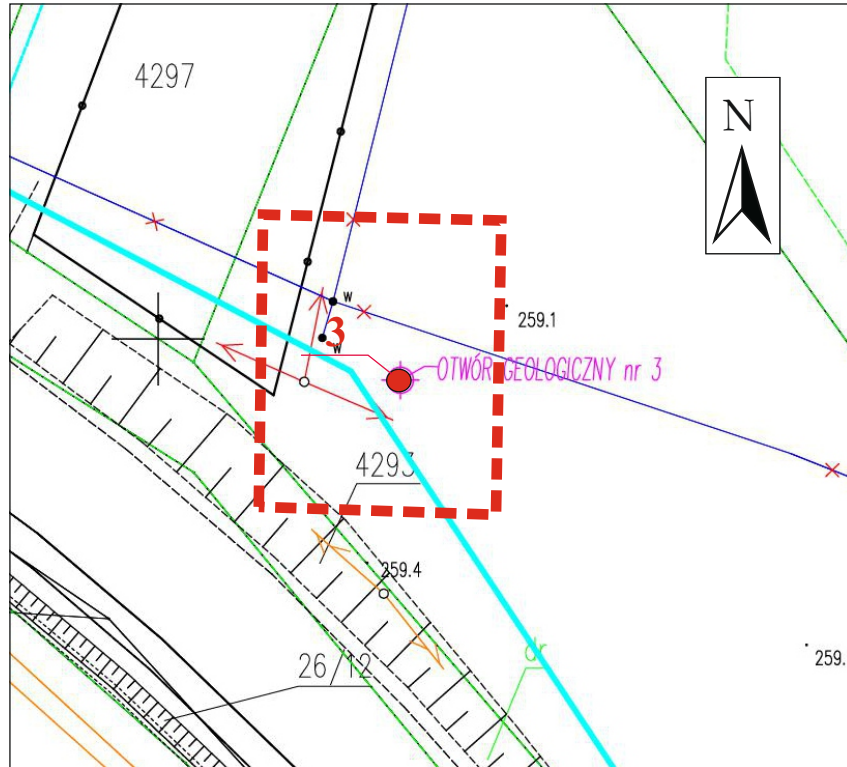 4297
N
w
259.1
3
w
OTWÓR GEOLOGICZNY nr 3
4293
259.4
dr
26/12
259.